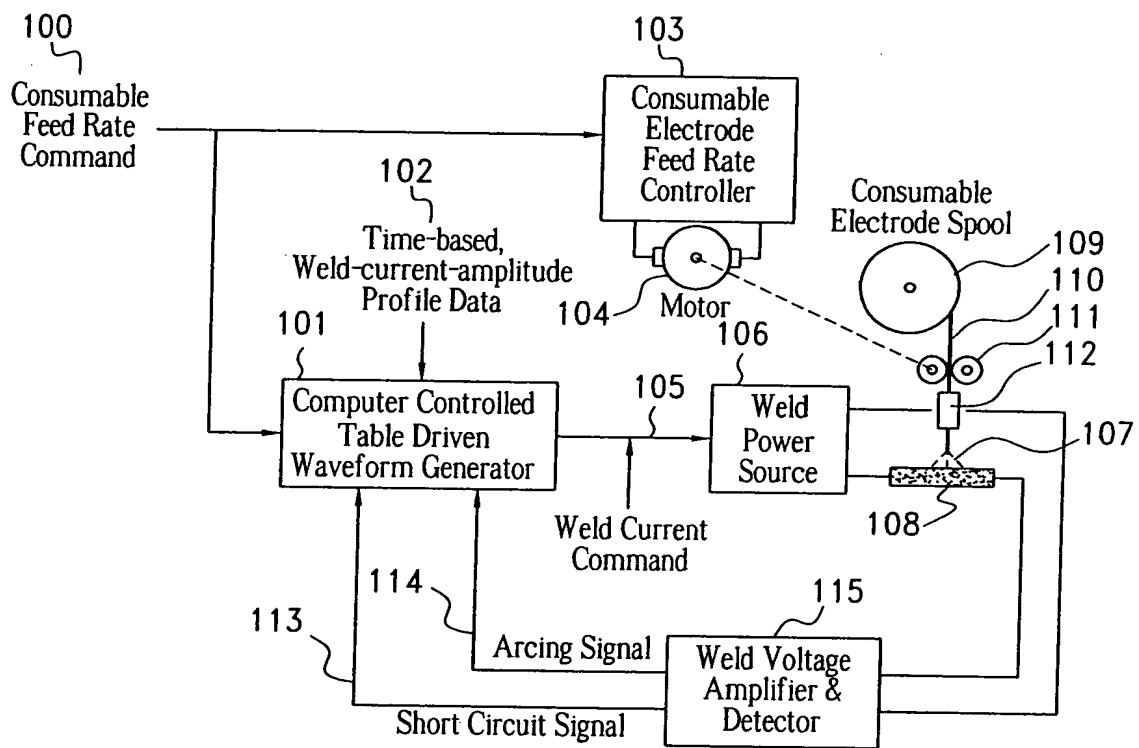 100
Consumable
Feed Rate
Command
103
Consumable
Electrode
Feed Rate
Controller
102
Time-based,
Weld-current-amplitude
Profile Data
104
Motor
Consumable
Electrode Spool
109
110
111
112
101
Computer Controlled
Table Driven
Waveform Generator
105
106
Weld
Power
Source
107
108
Weld Current
Command
113
114
Arcing Signal
Short Circuit Signal
115
Weld Voltage
Amplifier &
Detector